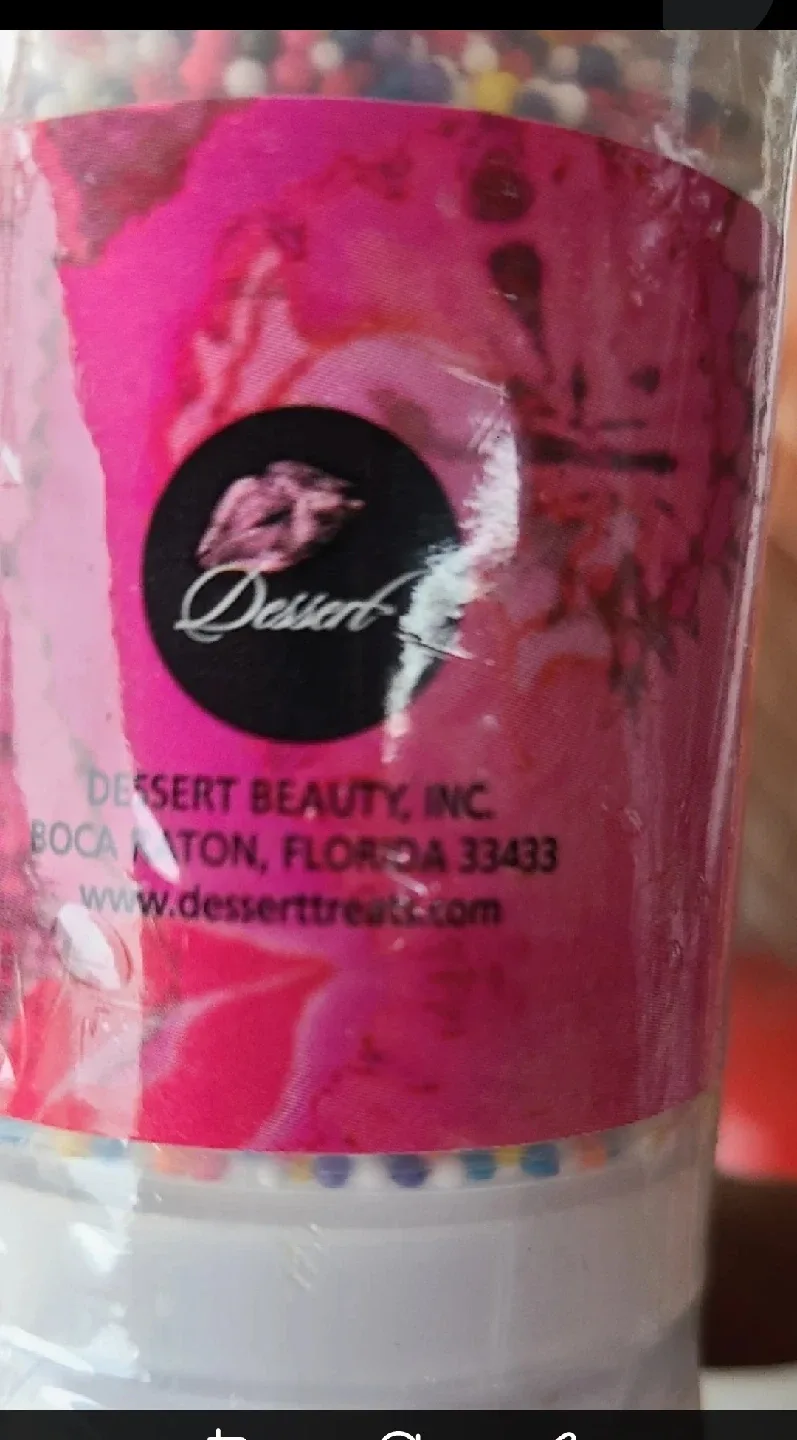 Dessert
DESSERT BEAUTY, INC.
BOCA RATON, FLORIDA 33433
www.desserttreats.com